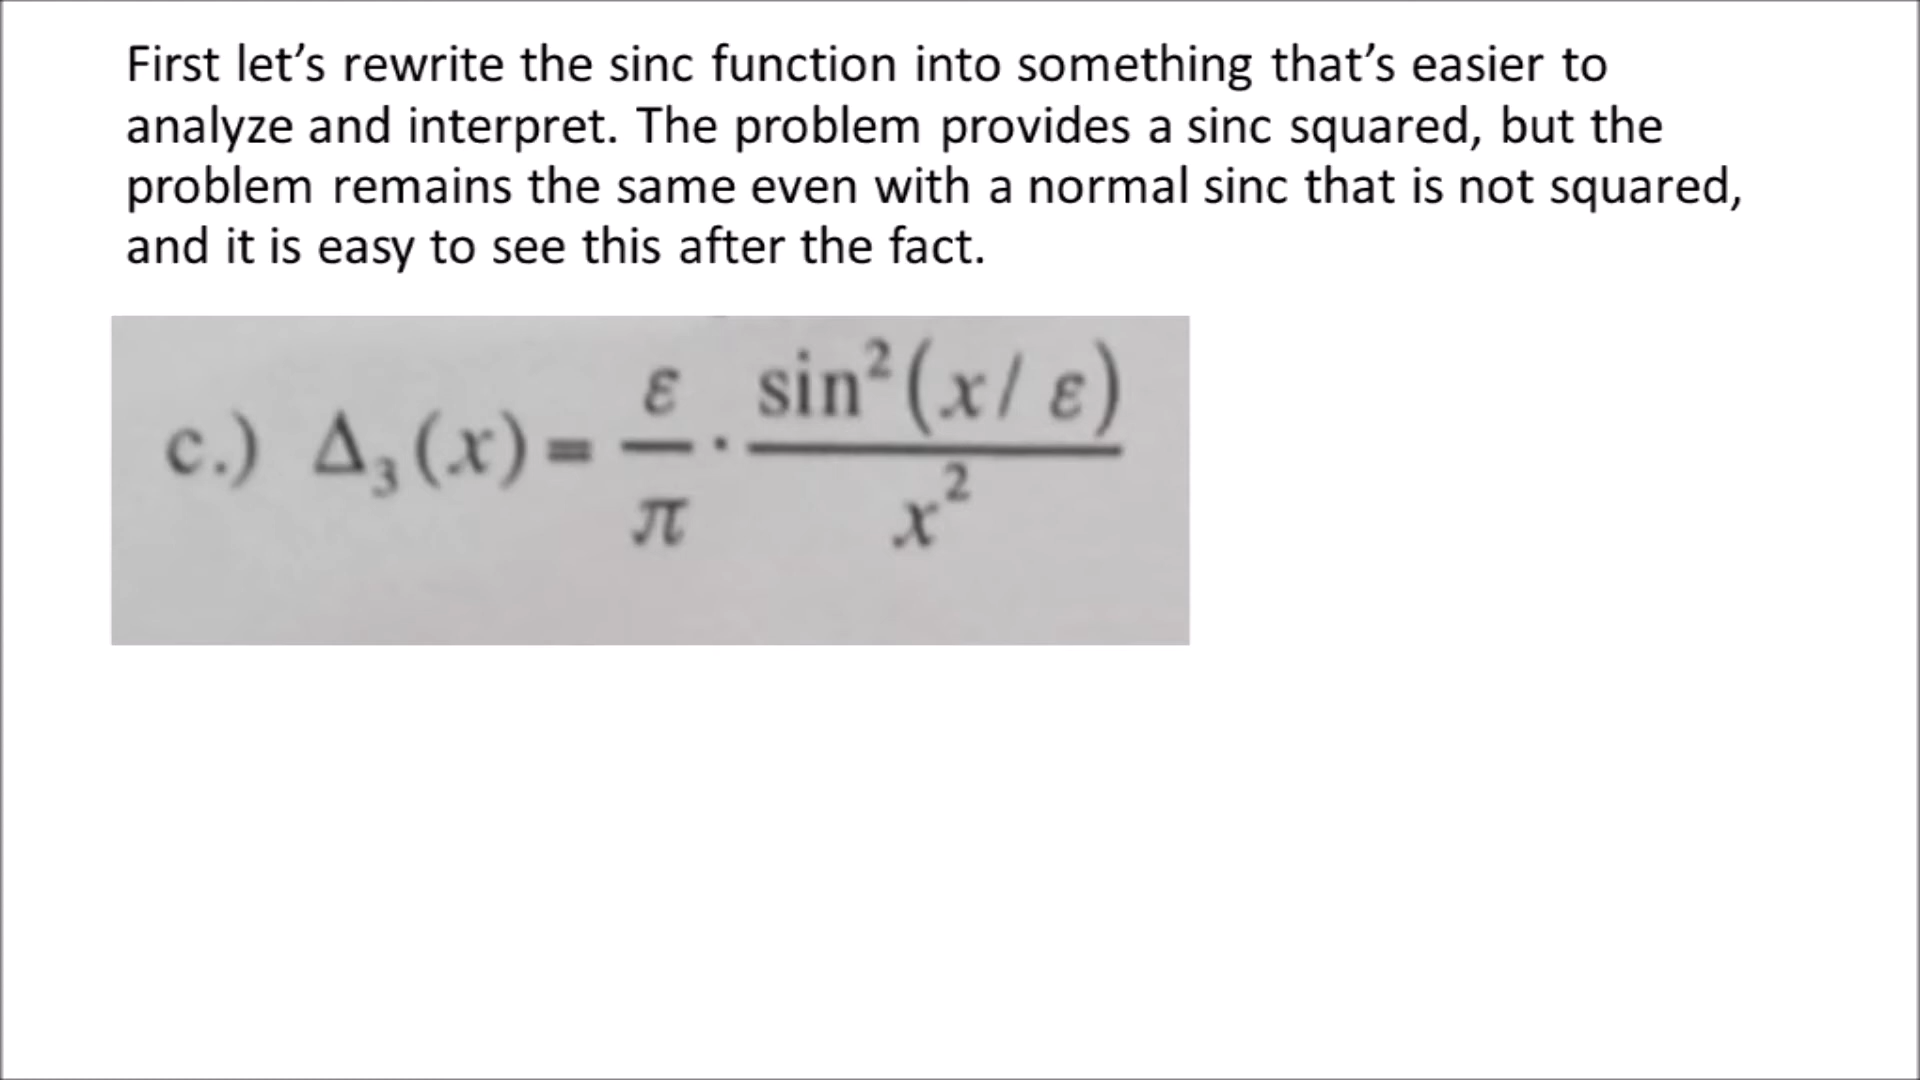 First let’s rewrite the sinc function into something that’s easier to
analyze and interpret. The problem provides a sinc squared, but the
problem remains the same even with a normal sinc that is not squared,
and it is easy to see this after the fact.
c.) Δ₃(x) = ε/π · sin²(x/ ε)/x²